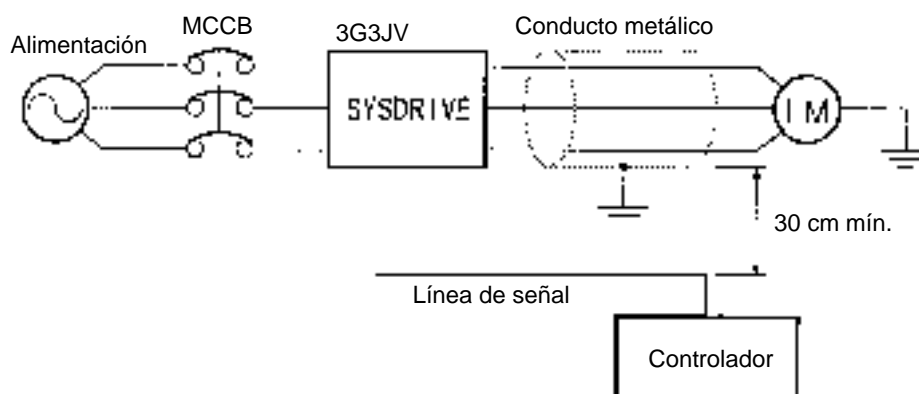 Alimentación
MCCB
3G3JV
Conducto metálico
SYSDRIVE
IM
30 cm mín.
Línea de señal
Controlador